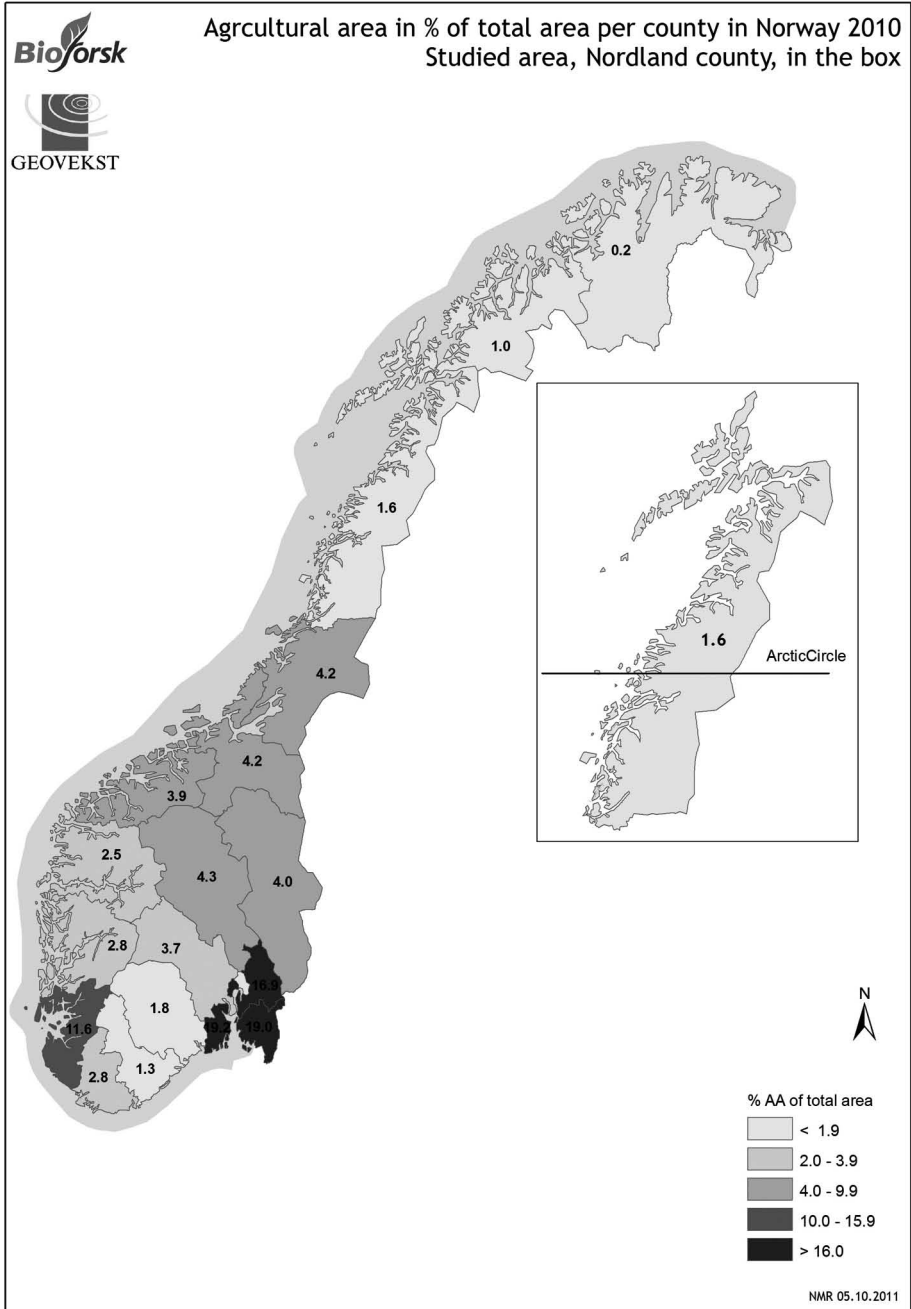 Bioforsk
GEOVEKST
Agrcultural area in % of total area per county in Norway 2010
Studied area, Nordland county, in the box
0.2
1.0
1.6
1.6
ArcticCircle
4.2
4.2
3.9
2.5
4.3
4.0
2.8
3.7
16.9
1.8
11.6
19.2
19.0
1.3
2.8
N
% AA of total area
< 1.9
2.0 - 3.9
4.0 - 9.9
10.0 - 15.9
> 16.0
NMR 05.10.2011